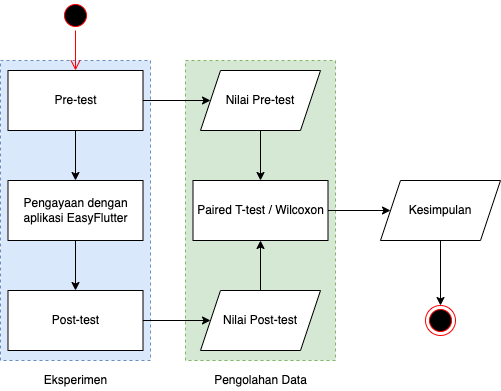 Pre-test
Nilai Pre-test
Pengayaan dengan
aplikasi EasyFlutter
Paired T-test / Wilcoxon
Kesimpulan
Post-test
Nilai Post-test
Eksperimen
Pengolahan Data